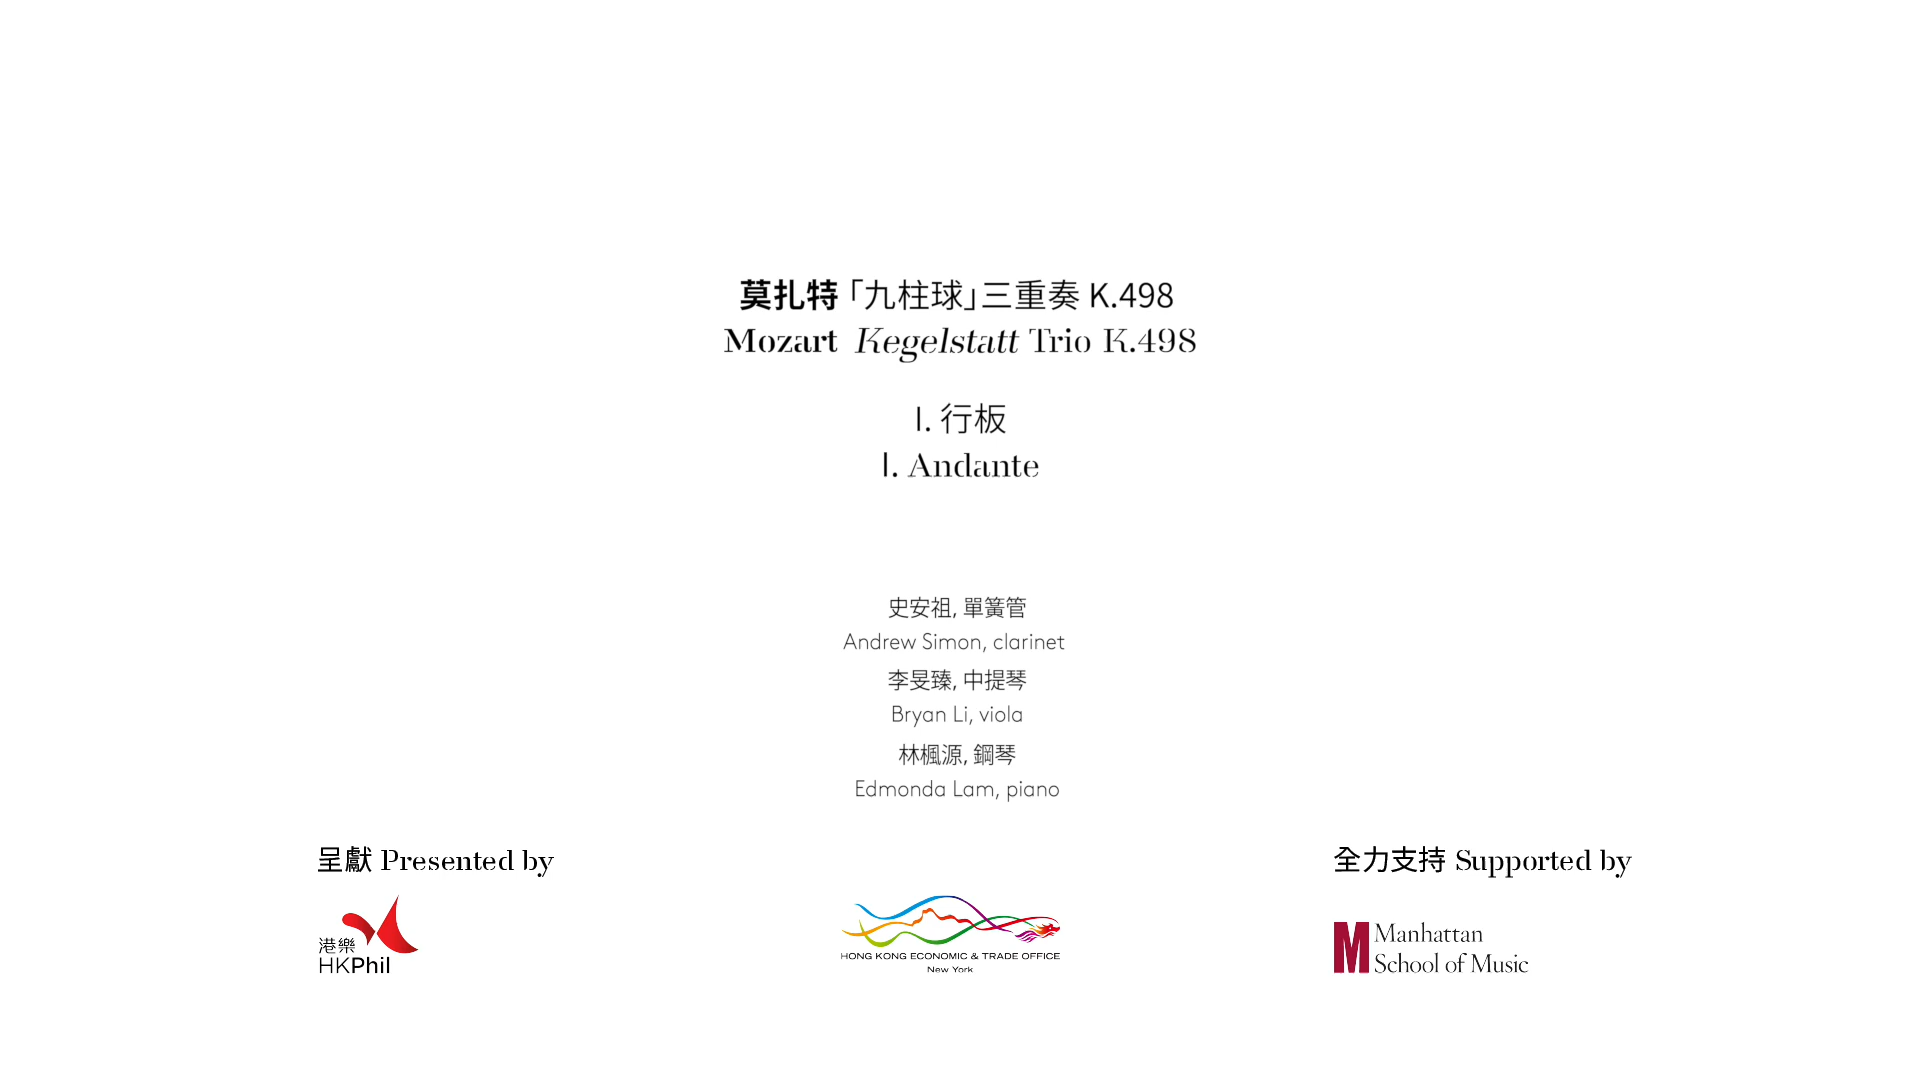 莫扎特「九柱球」三重奏 K.498
Mozart Kegelstatt Trio K.498
I. 行板
I. Andante
史安祖, 單簧管
Andrew Simon, clarinet
李旻臻, 中提琴
Bryan Li, viola
林楓源, 鋼琴
Edmonda Lam, piano
呈獻 Presented by
港樂
HKPhil
HONG KONG ECONOMIC & TRADE OFFICE
New York
全力支持 Supported by
Manhattan
School of Music